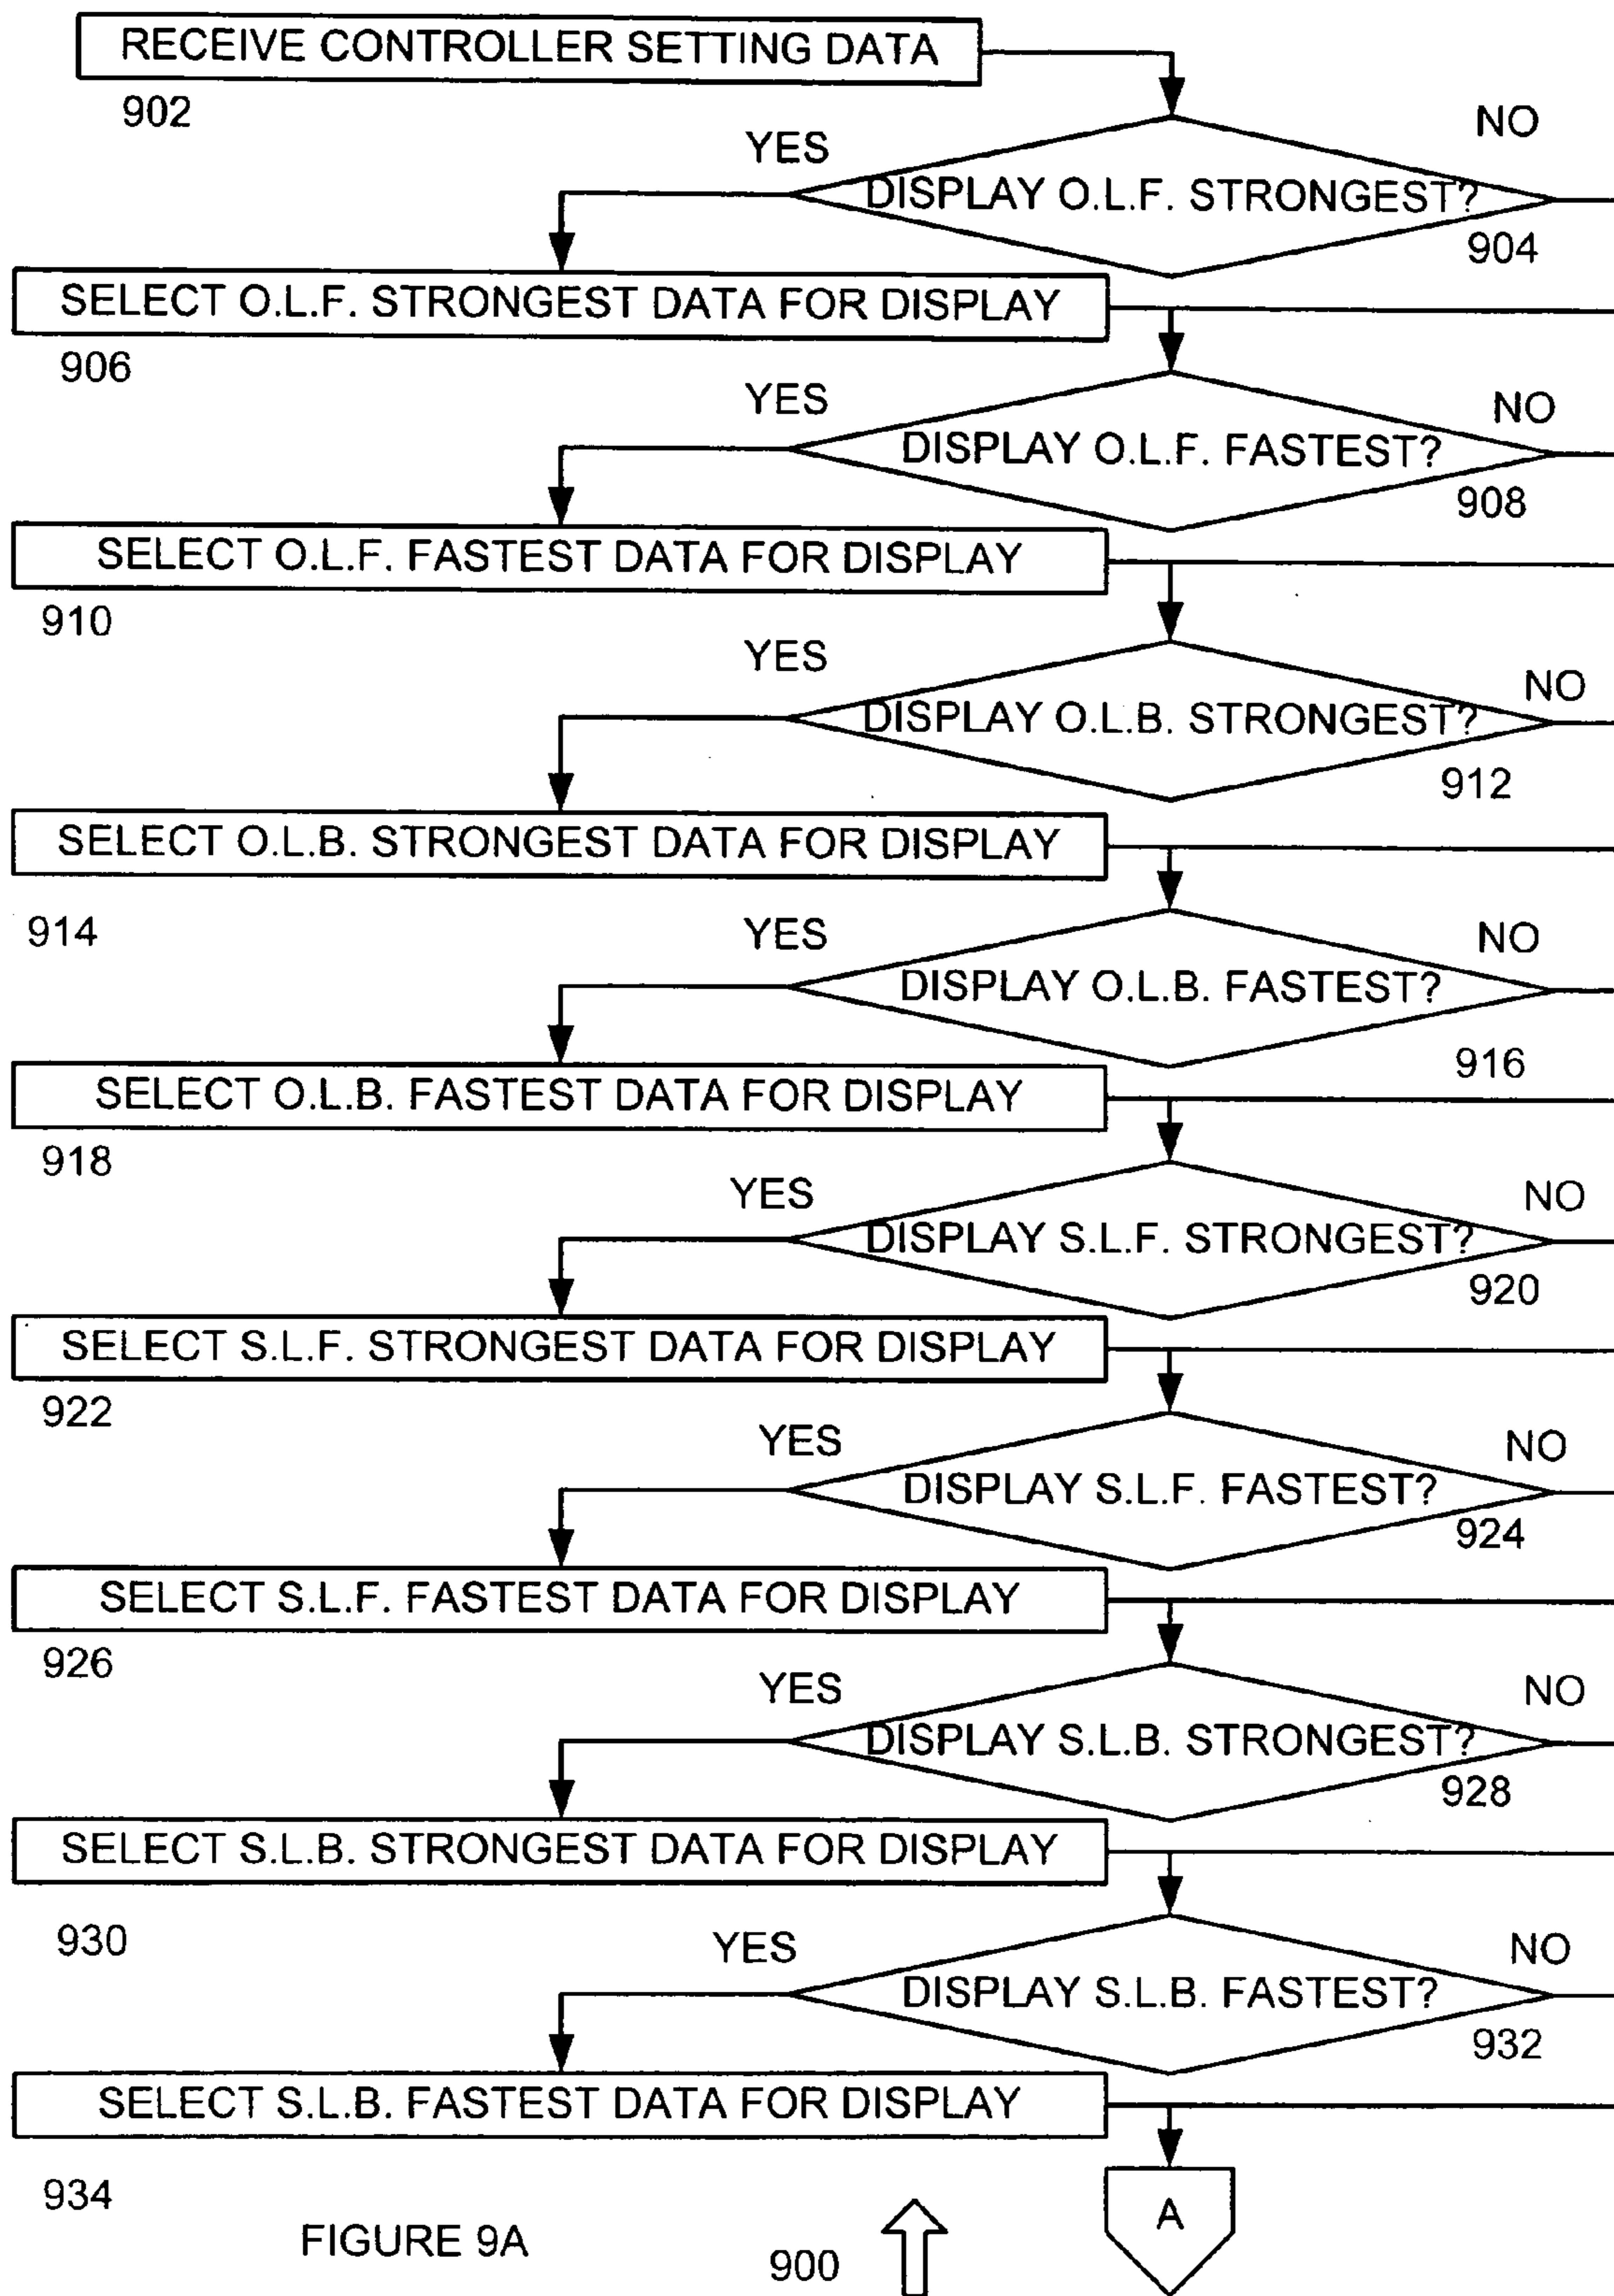 RECEIVE CONTROLLER SETTING DATA
902
YES
NO
DISPLAY O.L.F. STRONGEST?
904
SELECT O.L.F. STRONGEST DATA FOR DISPLAY
906
YES
NO
DISPLAY O.L.F. FASTEST?
908
SELECT O.L.F. FASTEST DATA FOR DISPLAY
910
YES
NO
DISPLAY O.L.B. STRONGEST?
912
SELECT O.L.B. STRONGEST DATA FOR DISPLAY
914
YES
NO
DISPLAY O.L.B. FASTEST?
916
SELECT O.L.B. FASTEST DATA FOR DISPLAY
918
YES
NO
DISPLAY S.L.F. STRONGEST?
920
SELECT S.L.F. STRONGEST DATA FOR DISPLAY
922
YES
NO
DISPLAY S.L.F. FASTEST?
924
SELECT S.L.F. FASTEST DATA FOR DISPLAY
926
YES
NO
DISPLAY S.L.B. STRONGEST?
928
SELECT S.L.B. STRONGEST DATA FOR DISPLAY
930
YES
NO
DISPLAY S.L.B. FASTEST?
932
SELECT S.L.B. FASTEST DATA FOR DISPLAY
934
A
FIGURE 9A
900